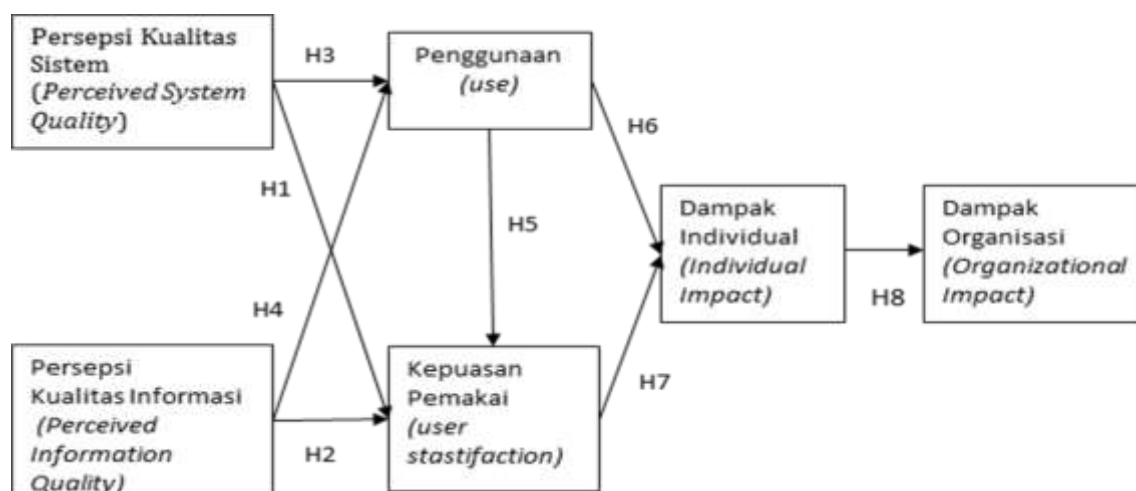 Persepsi Kualitas
Sistem
(Perceived System
Quality)
H3
Penggunaan
(use)
H6
H1
H5
Dampak
Individual
(Individual
Impact)
H8
Dampak
Organisasi
(Organizational
Impact)
H4
Persepsi
Kualitas Informasi
(Perceived
Information
Quality)
H2
Kepuasan
Pemakai
(user
stastifaction)
H7